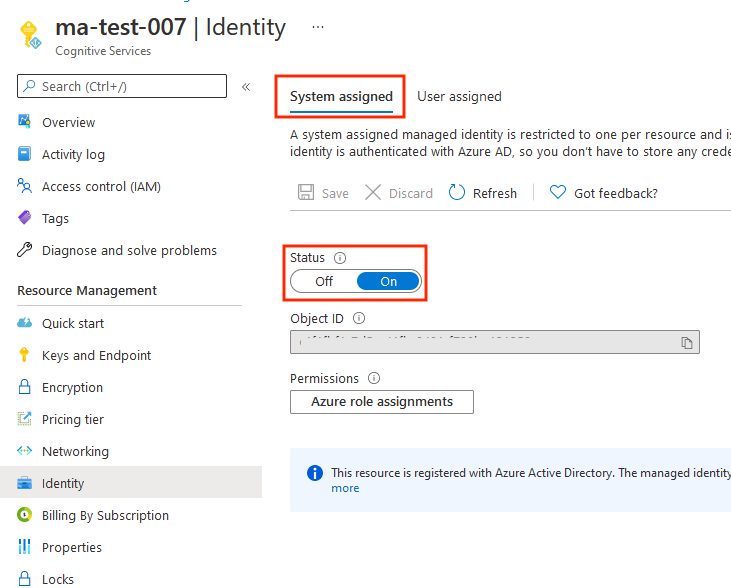 ma-test-007 | Identity ...
Cognitive Services
Search (Ctrl+/)
«
Overview
Activity log
Access control (IAM)
Tags
Diagnose and solve problems
Resource Management
Quick start
Keys and Endpoint
Encryption
Pricing tier
Networking
Identity
Billing By Subscription
Properties
Locks
System assigned User assigned
A system assigned managed identity is restricted to one per resource and is
identity is authenticated with Azure AD, so you don't have to store any crede
Save Discard Refresh Got feedback?
Status
Off On
Object ID
Permissions
Azure role assignments
This resource is registered with Azure Active Directory. The managed identity
more